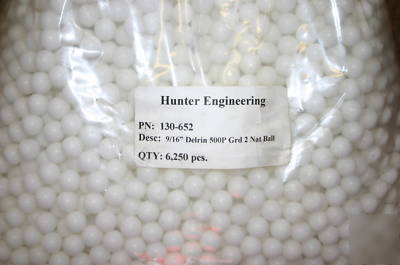 Hunter Engineering
PN: 130-652
Desc: 9/16" Delrin 500P Grd 2 Nat Ball
QTY: 6,250 pcs.